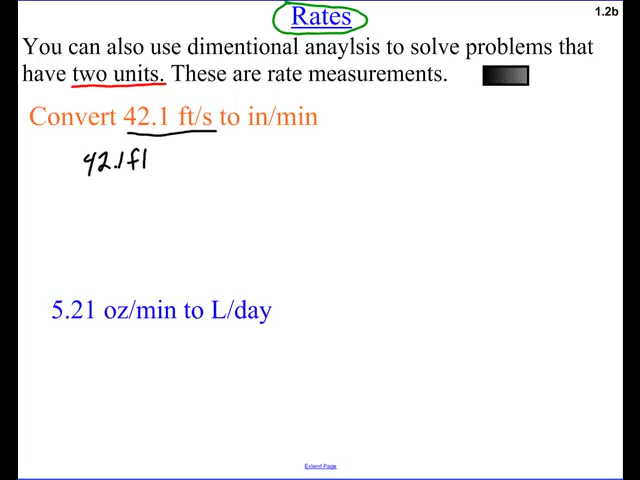 Rates
1.2b
You can also use dimentional anaylsis to solve problems that
have two units. These are rate measurements.
Convert 42.1 ft/s to in/min
42.1 ft
5.21 oz/min to L/day
Extend Page